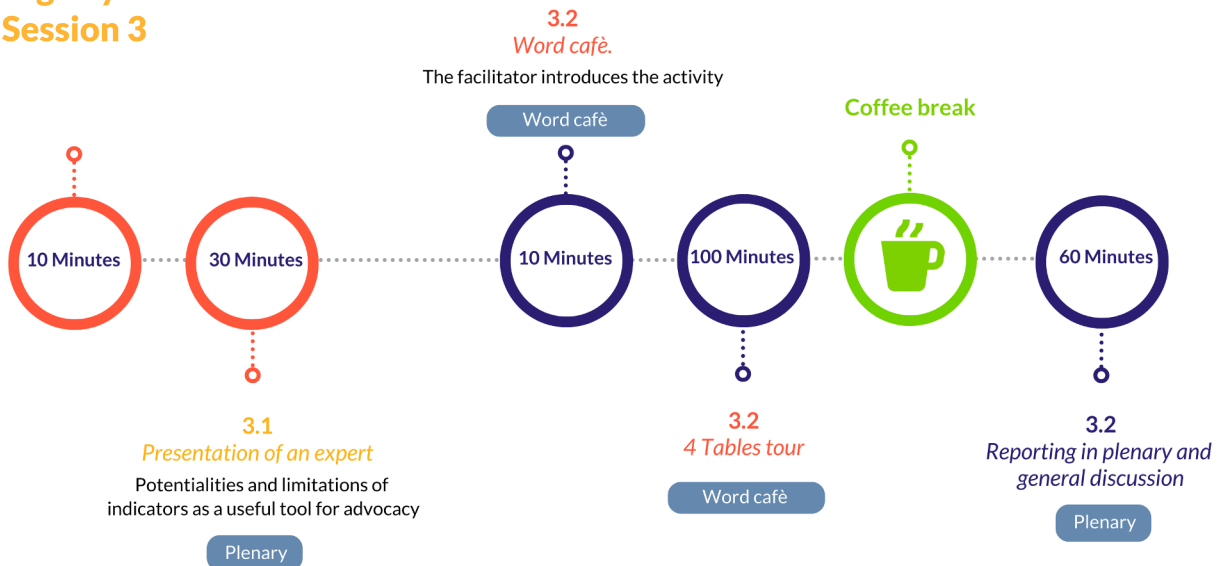 Session 3
3.2
Word cafè.
The facilitator introduces the activity
Word cafè
Coffee break
10 Minutes
30 Minutes
10 Minutes
100 Minutes
60 Minutes
3.1
Presentation of an expert
Potentialities and limitations of
indicators as a useful tool for advocacy
Plenary
3.2
4 Tables tour
Word cafè
3.2
Reporting in plenary and
general discussion
Plenary